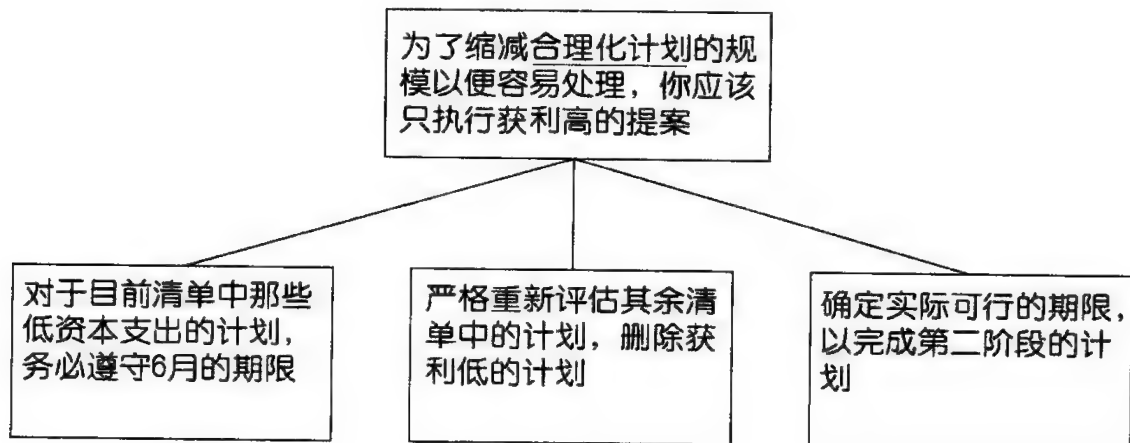 为了缩减合理化计划的规
模以便容易处理，你应该
只执行获利高的提案
对于目前清单中那些
低资本支出的计划，
务必遵守6月的期限
严格重新评估其余清
单中的计划，删除获
利低的计划
确定实际可行的期限，
以完成第二阶段的计
划